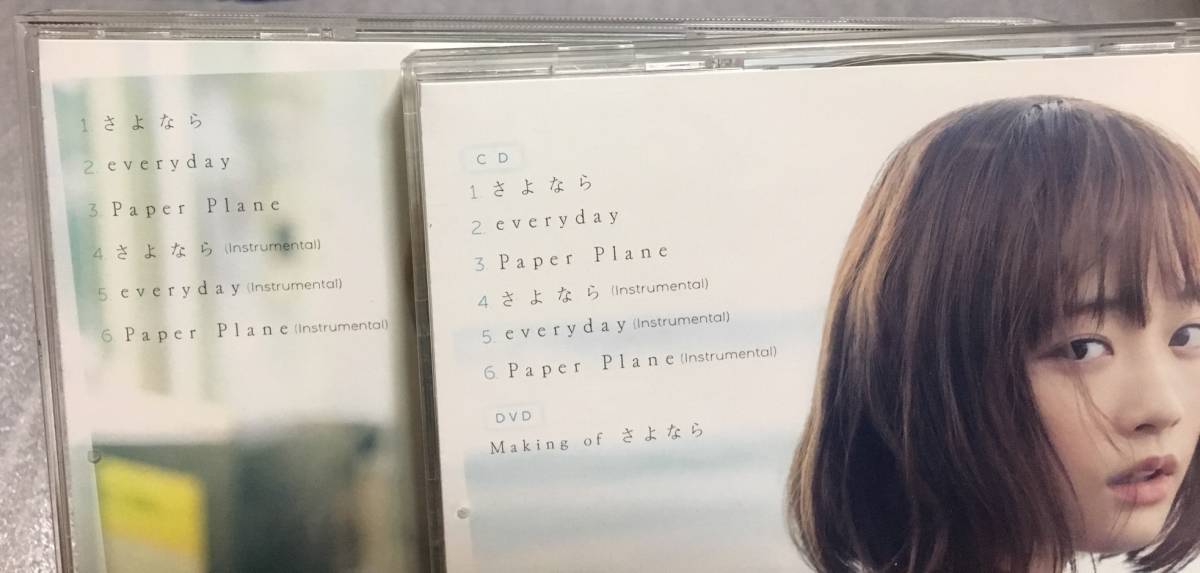 1. さよなら
2. everyday
3. Paper Plane
4. さよなら (Instrumental)
5. everyday (Instrumental)
6. Paper Plane (Instrumental)
CD
1. さよなら
2. everyday
3. Paper Plane
4. さよなら (Instrumental)
5. everyday (Instrumental)
6. Paper Plane (Instrumental)
DVD
Making of さよなら